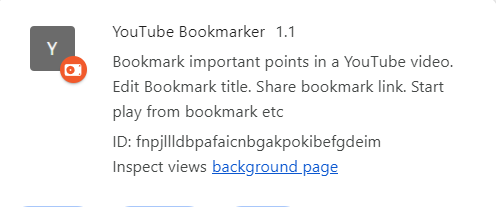 Y
YouTube Bookmarker 1.1
Bookmark important points in a YouTube video.
Edit Bookmark title. Share bookmark link. Start
play from bookmark etc
ID: fnpjllldbpafaicnbgakpokibefgdeim
Inspect views background page